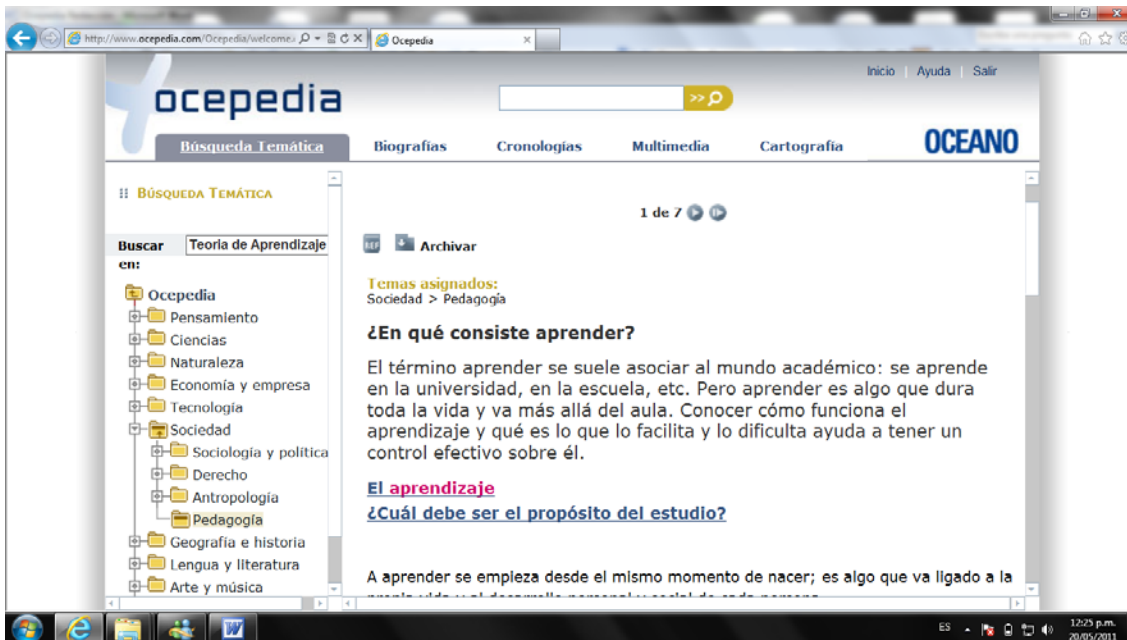 http://www.ocepedia.com/Ocepedia/welcome.
Ocepedia
Inicio | Ayuda | Salir
ocepedia
>>
Búsqueda Temática
Biografías
Cronologías
Multimedia
Cartografía
OCEANO
BÚSQUEDA TEMÁTICA
Buscar en:
Teoria de Aprendizaje
Ocepedia
Pensamiento
Ciencias
Naturaleza
Economía y empresa
Tecnología
Sociedad
Sociología y política
Derecho
Antropología
Pedagogía
Geografía e historia
Lengua y literatura
Arte y música
1 de 7
REF
Archivar
Temas asignados:
Sociedad > Pedagogía
¿En qué consiste aprender?
El término aprender se suele asociar al mundo académico: se aprende
en la universidad, en la escuela, etc. Pero aprender es algo que dura
toda la vida y va más allá del aula. Conocer cómo funciona el
aprendizaje y qué es lo que lo facilita y lo dificulta ayuda a tener un
control efectivo sobre él.
El aprendizaje
¿Cuál debe ser el propósito del estudio?
A aprender se empieza desde el mismo momento de nacer; es algo que va ligado a la
ES
12:25 p.m.
20/05/2011